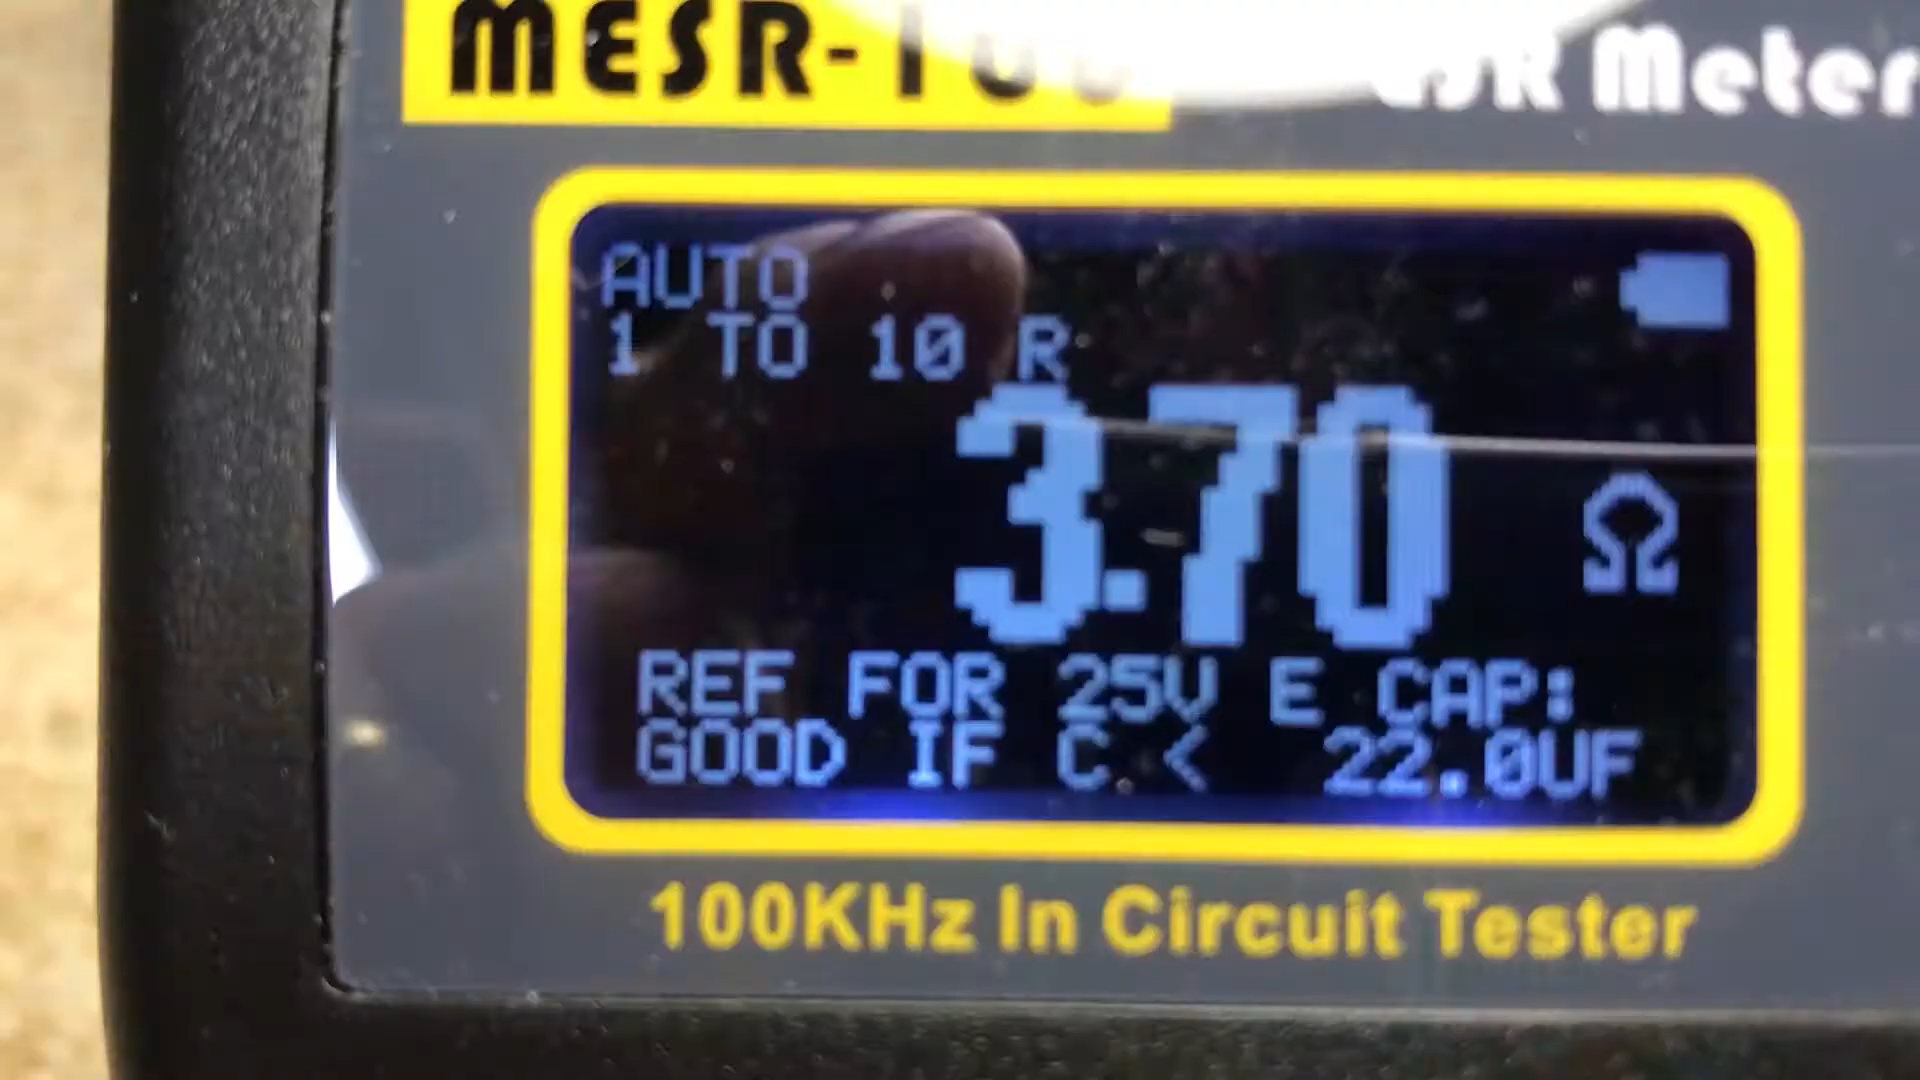 MESR-100
ESR Meter
AUTO
1 TO 10 R
3.70 Ω
REF FOR 25V E CAP:
GOOD IF C < 22.0UF
100KHz In Circuit Tester